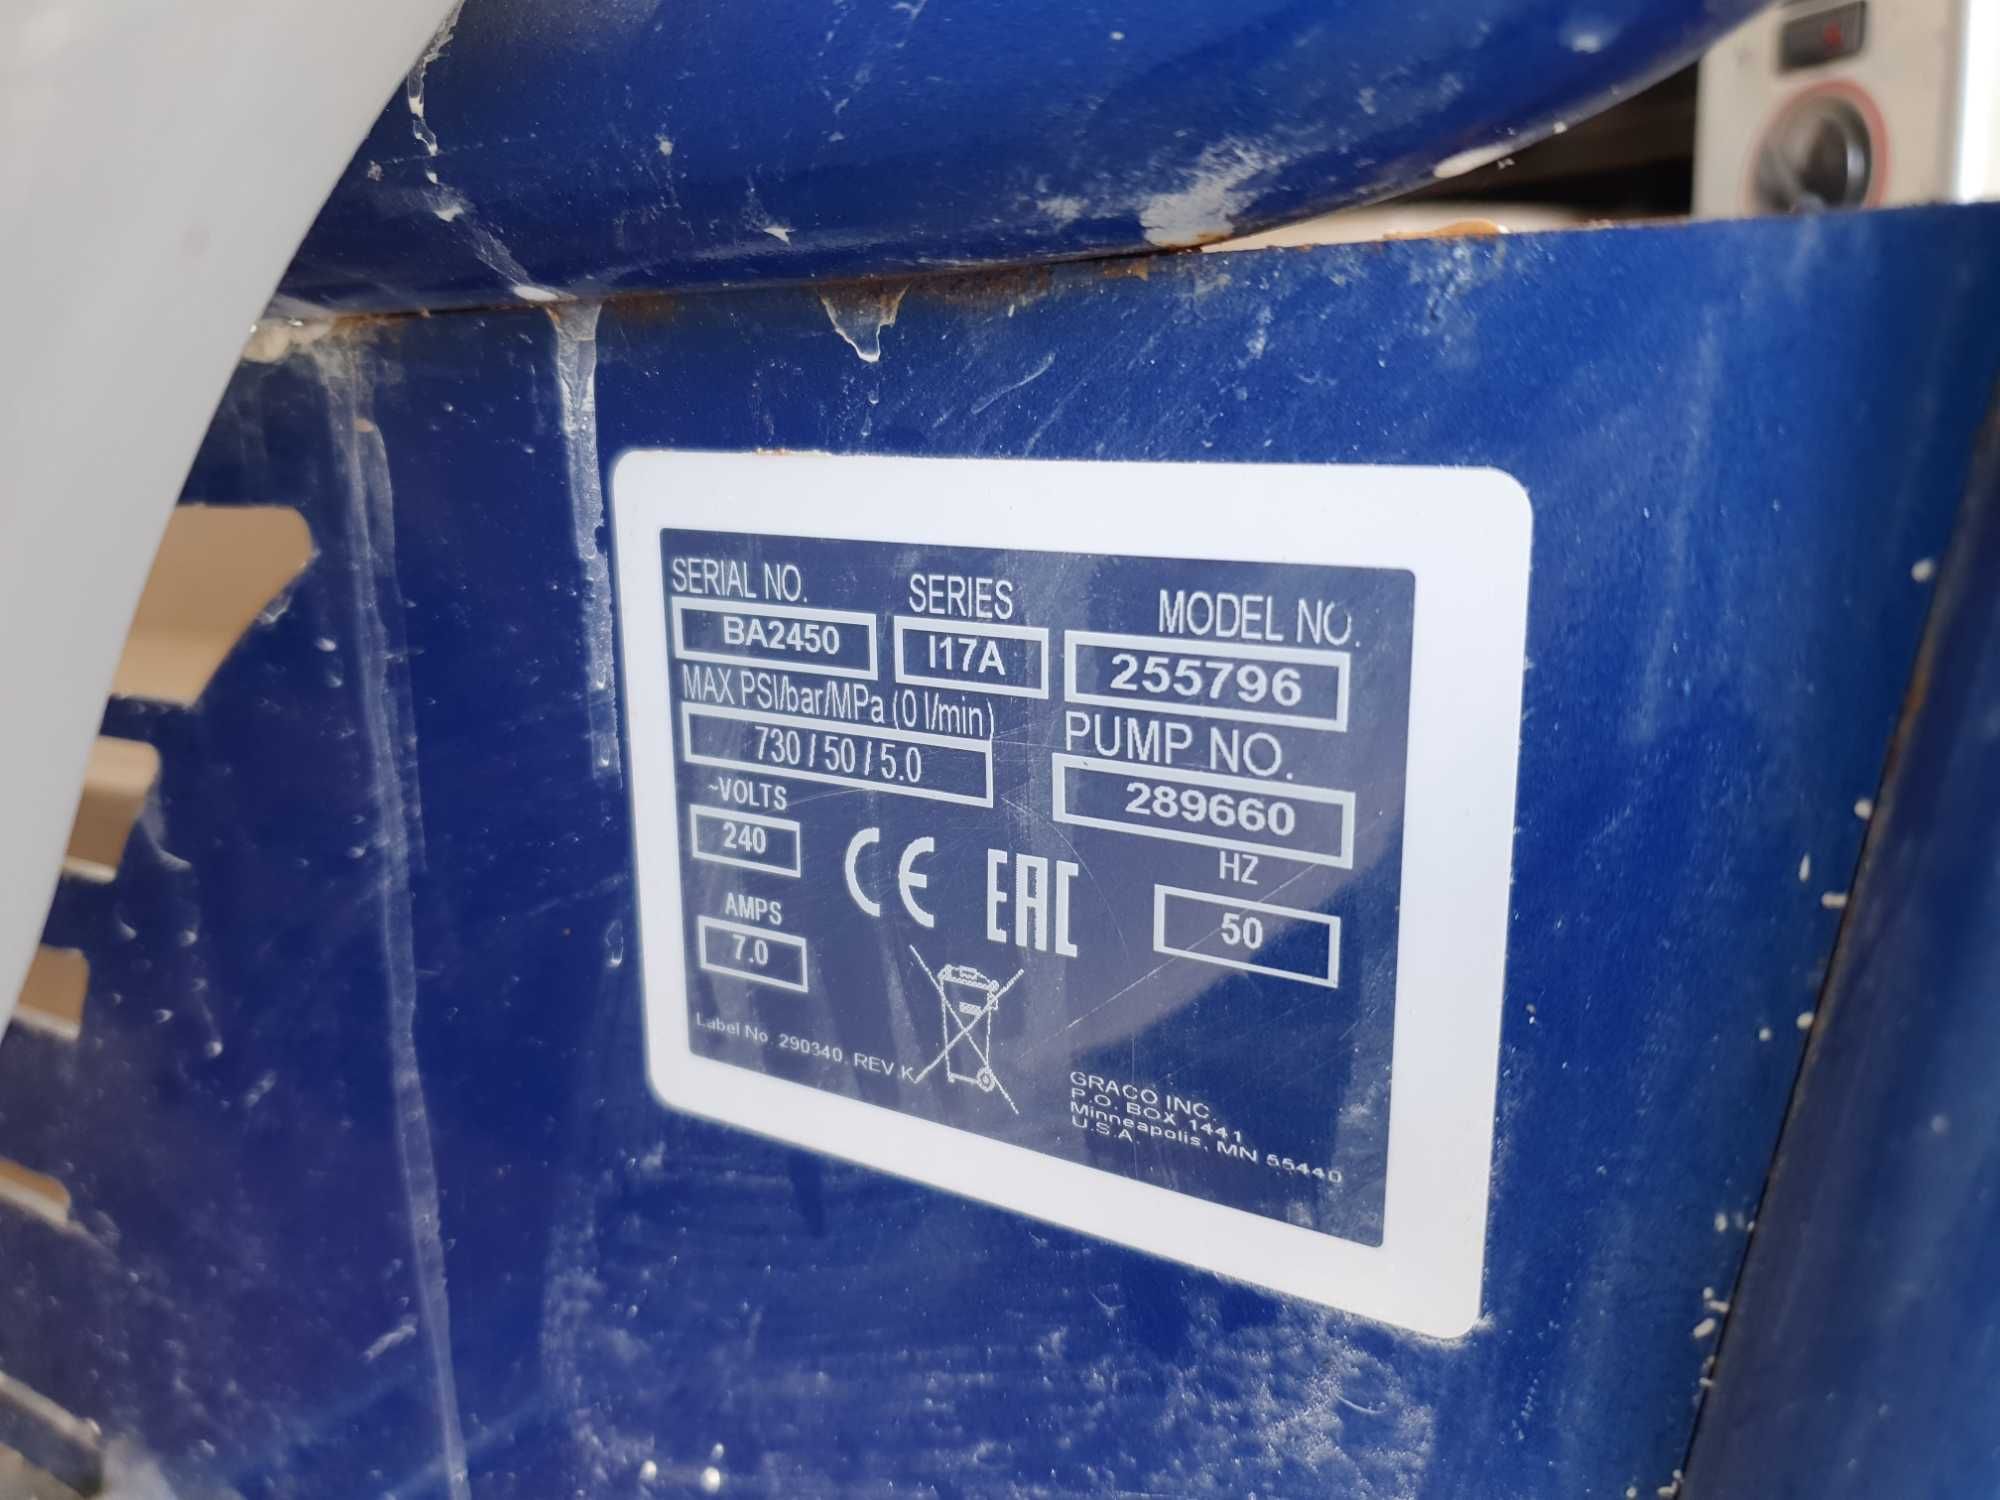 SERIAL NO. SERIES MODEL NO.
BA2450 I17A 255796
MAX PSI/bar/MPa (0 l/min) PUMP NO.
730 / 50 / 5.0 289660
~VOLTS HZ
240 CE EAC 50
AMPS
7.0
Label No. 290340, REV.K
GRACO INC.
P.O. BOX 1441
Minneapolis, MN 55440
U.S.A.